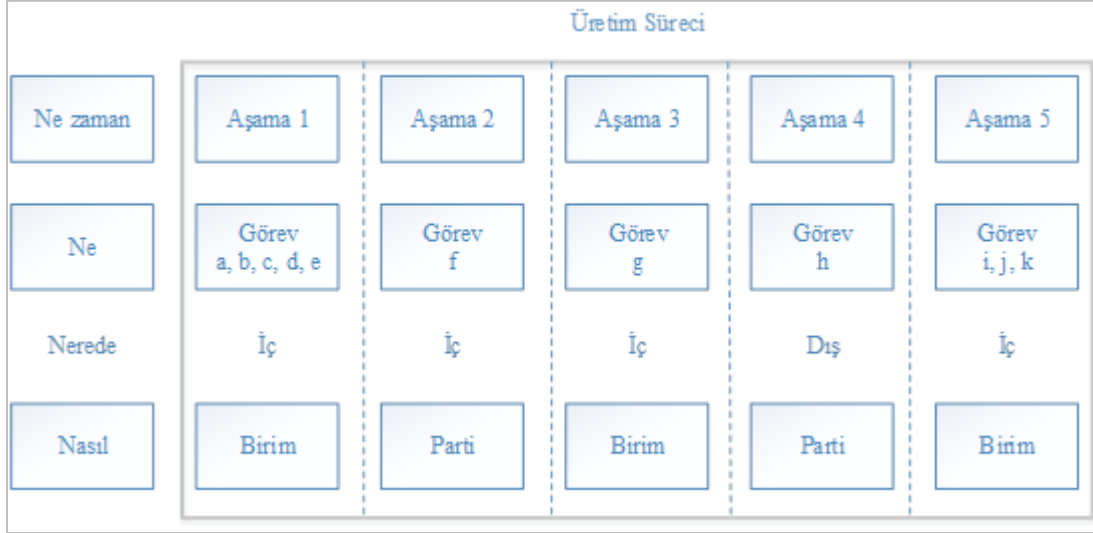 Üretim Süreci
Ne zaman
Aşama 1
Aşama 2
Aşama 3
Aşama 4
Aşama 5
Ne
Görev
a, b, c, d, e
Görev
f
Görev
g
Görev
h
Görev
i, j, k
Nerede
İç
İç
İç
Dış
İç
Nasıl
Birim
Parti
Birim
Parti
Birim